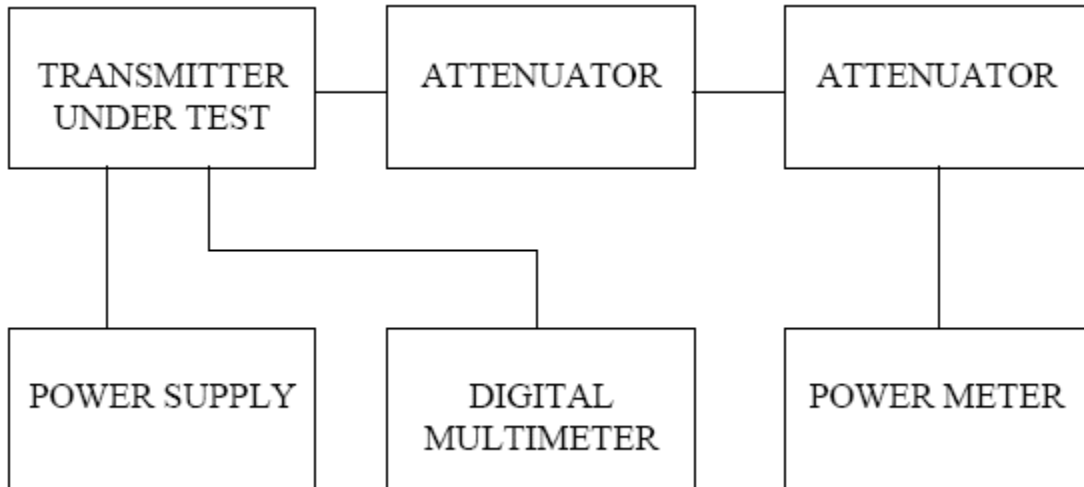 TRANSMITTER
UNDER TEST
ATTENUATOR
ATTENUATOR
POWER SUPPLY
DIGITAL
MULTIMETER
POWER METER